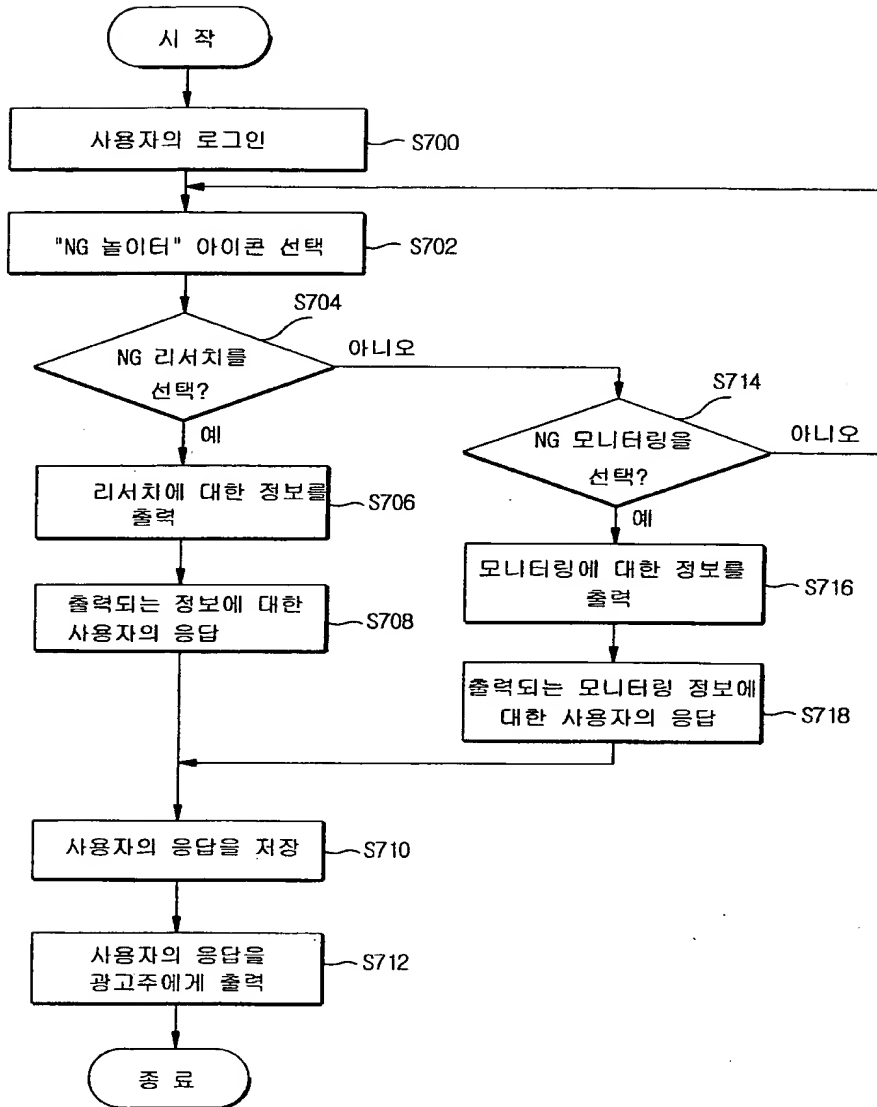 시 작
사용자의 로그인
S700
"NG 놀이터" 아이콘 선택
S702
S704
NG 리서치를
선택?
아니오
예
S714
NG 모니터링을
선택?
아니오
예
리서치에 대한 정보를
출력
S706
출력되는 정보에 대한
사용자의 응답
S708
모니터링에 대한 정보를
출력
S716
출력되는 모니터링 정보에
대한 사용자의 응답
S718
사용자의 응답을 저장
S710
사용자의 응답을
광고주에게 출력
S712
종 료